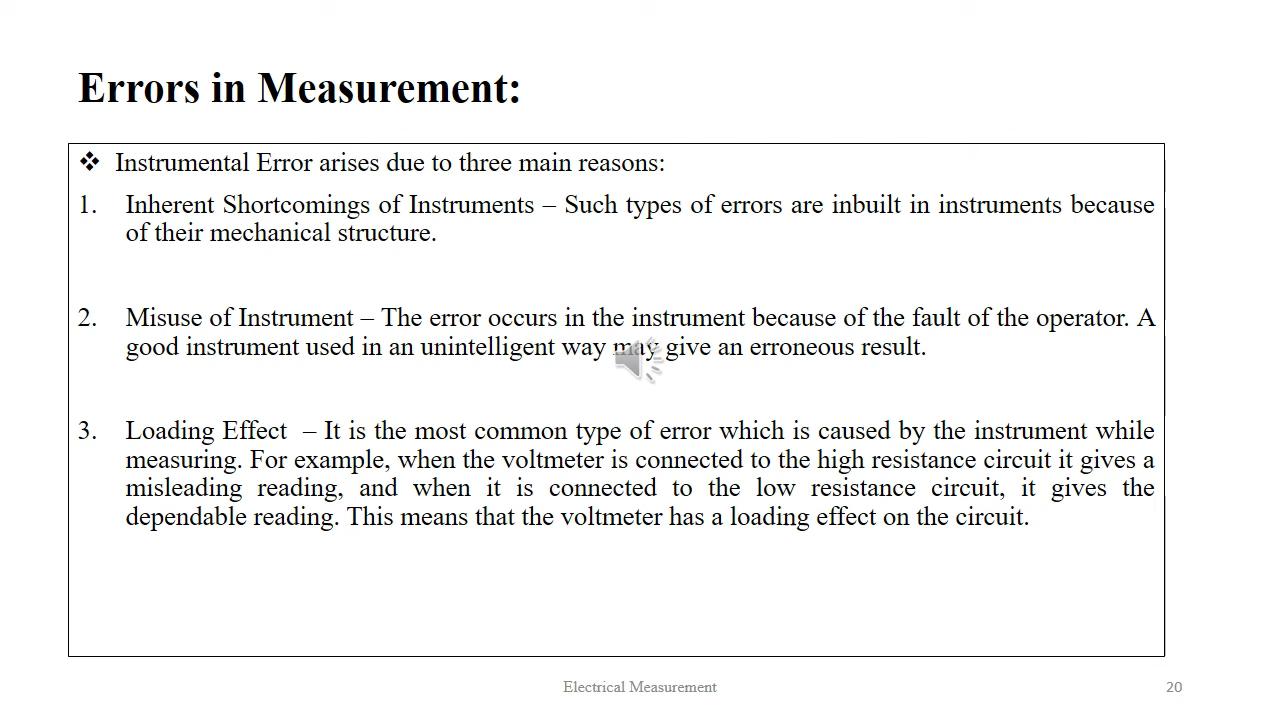 Errors in Measurement:
❖ Instrumental Error arises due to three main reasons:
1. Inherent Shortcomings of Instruments – Such types of errors are inbuilt in instruments because
of their mechanical structure.
2. Misuse of Instrument – The error occurs in the instrument because of the fault of the operator. A
good instrument used in an unintelligent way may give an erroneous result.
3. Loading Effect – It is the most common type of error which is caused by the instrument while
measuring. For example, when the voltmeter is connected to the high resistance circuit it gives a
misleading reading, and when it is connected to the low resistance circuit, it gives the
dependable reading. This means that the voltmeter has a loading effect on the circuit.
Electrical Measurement
20